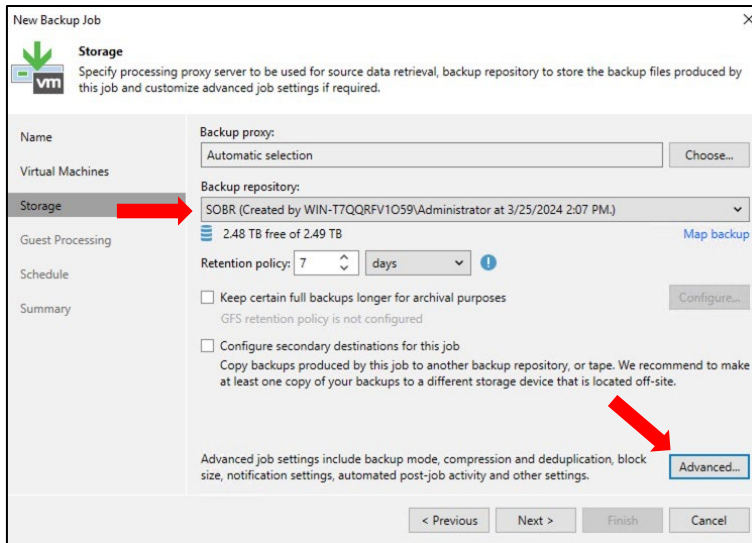 New Backup Job
Storage
Specify processing proxy server to be used for source data retrieval, backup repository to store the backup files produced by
this job and customize advanced job settings if required.
vm
Name
Virtual Machines
Storage
Guest Processing
Schedule
Summary
Backup proxy:
Automatic selection
Choose...
Backup repository:
SOBR (Created by WIN-T7QQRFV1O59\Administrator at 3/25/2024 2:07 PM.)
2.48 TB free of 2.49 TB
Map backup
Retention policy: 7 days
Keep certain full backups longer for archival purposes
Configure...
GFS retention policy is not configured
Configure secondary destinations for this job
Copy backups produced by this job to another backup repository, or tape. We recommend to make
at least one copy of your backups to a different storage device that is located off-site.
Advanced job settings include backup mode, compression and deduplication, block
size, notification settings, automated post-job activity and other settings.
Advanced...
< Previous
Next >
Finish
Cancel